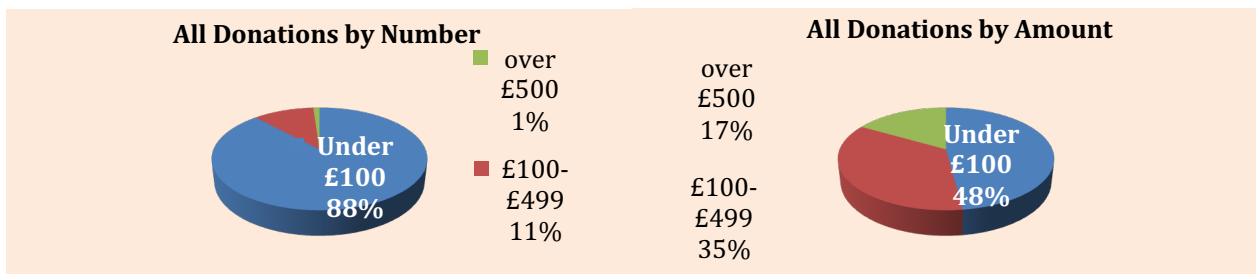 All Donations by Number
over
£500
1%
Under
£100
88%
£100-
£499
11%
All Donations by Amount
over
£500
17%
Under
£100
48%
£100-
£499
35%